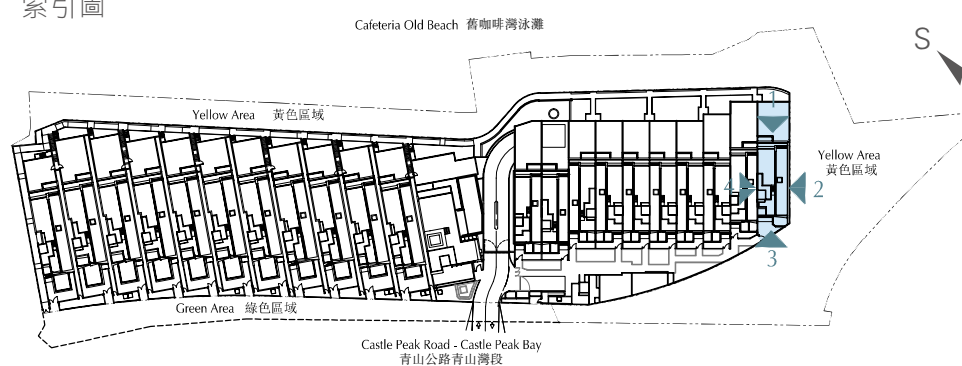 索引圖
Cafeteria Old Beach 舊咖啡灣泳灘
S
Yellow Area 黃色區域
1
Yellow Area
黃色區域
4
2
3
Green Area 綠色區域
Castle Peak Road - Castle Peak Bay
青山公路青山灣段